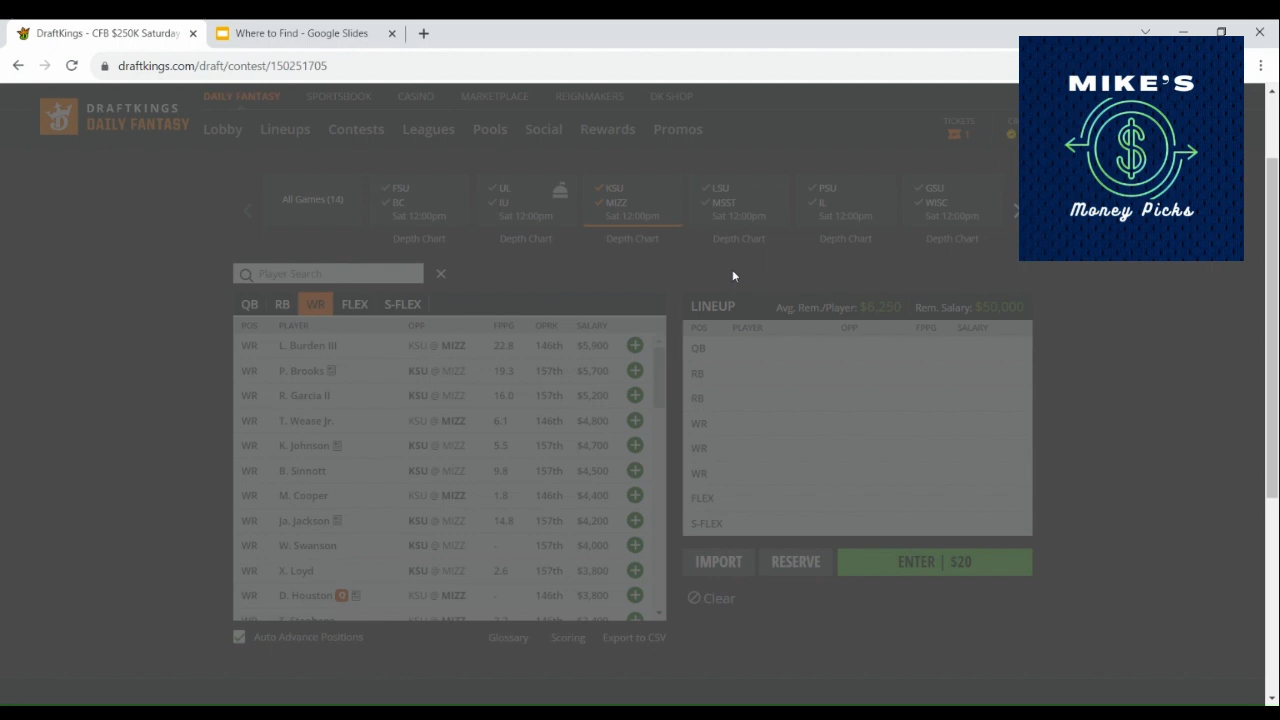 DraftKings - CFB $250K Saturday
Where to Find - Google Slides
draftkings.com/draft/contest/150251705
MIKE'S
$
Money Picks
DRAFTKINGS
DAILY FANTASY
DAILY FANTASY SPORTSBOOK CASINO MARKETPLACE REIGNMAKERS DK SHOP
Lobby Lineups Contests Leagues Pools Social Rewards Promos
TICKETS
1
All Games (14)
FSU
BC
Sat 12:00pm
Depth Chart
UL
IU
Sat 12:00pm
Depth Chart
KSU
MIZZ
Sat 12:00pm
Depth Chart
LSU
MSST
Sat 12:00pm
Depth Chart
PSU
IL
Sat 12:00pm
Depth Chart
GSU
WISC
Sat 12:00pm
Depth Chart
Player Search
QB RB WR FLEX S-FLEX
POS PLAYER OPP FPPG OPRK SALARY
WR L. Burden III KSU @ MIZZ 22.8 146th $5,900
WR P. Brooks KSU @ MIZZ 19.3 157th $5,700
WR R. Garcia II KSU @ MIZZ 16.0 157th $5,200
WR T. Wease Jr. KSU @ MIZZ 6.1 146th $4,800
WR K. Johnson KSU @ MIZZ 5.5 157th $4,700
WR B. Sinnott KSU @ MIZZ 9.8 157th $4,500
WR M. Cooper KSU @ MIZZ 1.8 146th $4,400
WR Ja. Jackson KSU @ MIZZ 14.8 157th $4,200
WR W. Swanson KSU @ MIZZ - 157th $4,000
WR X. Loyd KSU @ MIZZ 2.6 157th $3,800
WR D. Houston Q KSU @ MIZZ - 157th $3,800
Auto Advance Positions
Glossary Scoring Export to CSV
LINEUP Avg. Rem./Player: $6,250 Rem. Salary: $50,000
POS PLAYER OPP FPPG SALARY
QB
RB
RB
WR
WR
WR
FLEX
S-FLEX
IMPORT RESERVE ENTER | $20
Clear